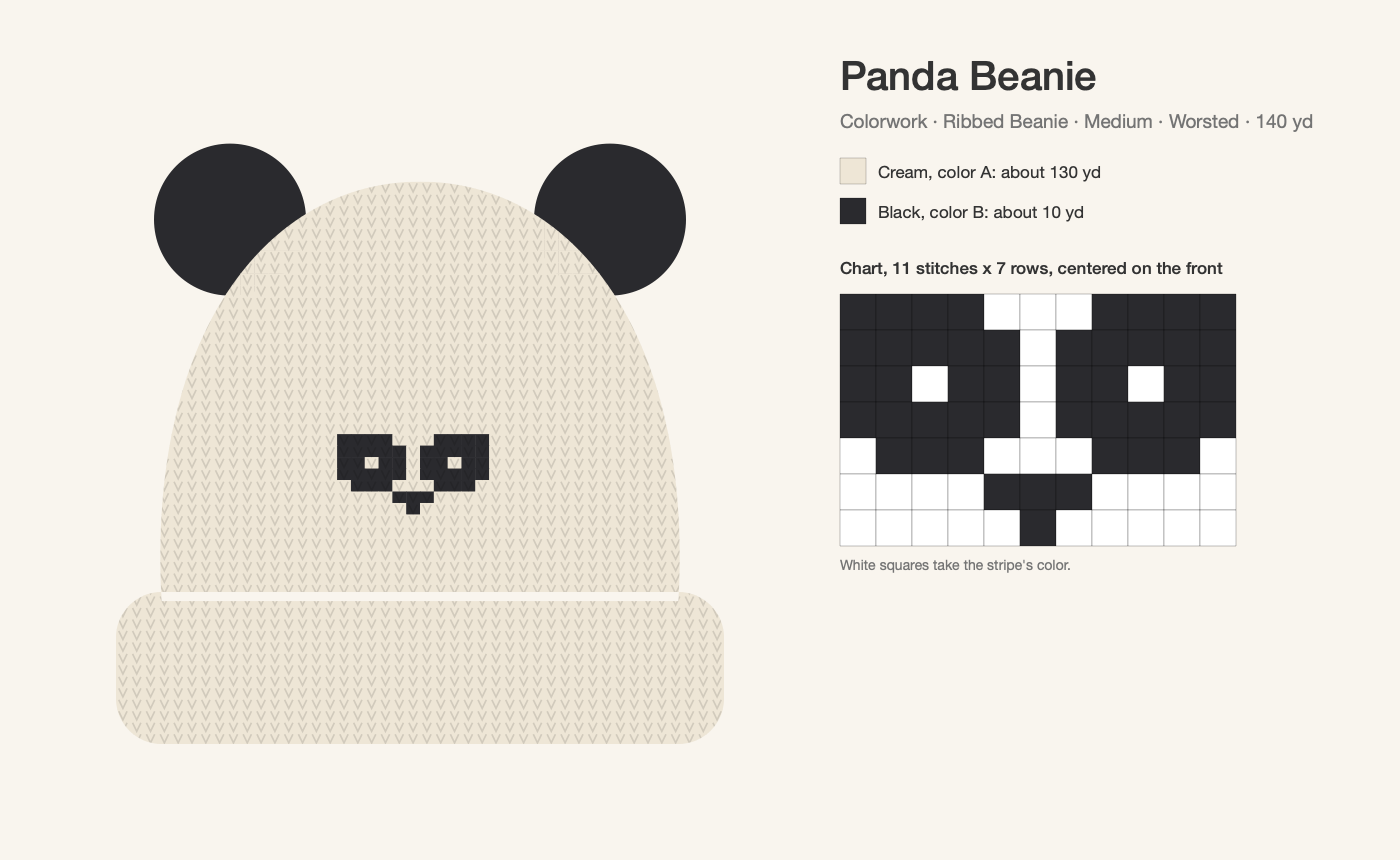 Panda Beanie
Colorwork · Ribbed Beanie · Medium · Worsted · 140 yd
Cream, color A: about 130 yd
Black, color B: about 10 yd
Chart, 11 stitches x 7 rows, centered on the front
White squares take the stripe's color.